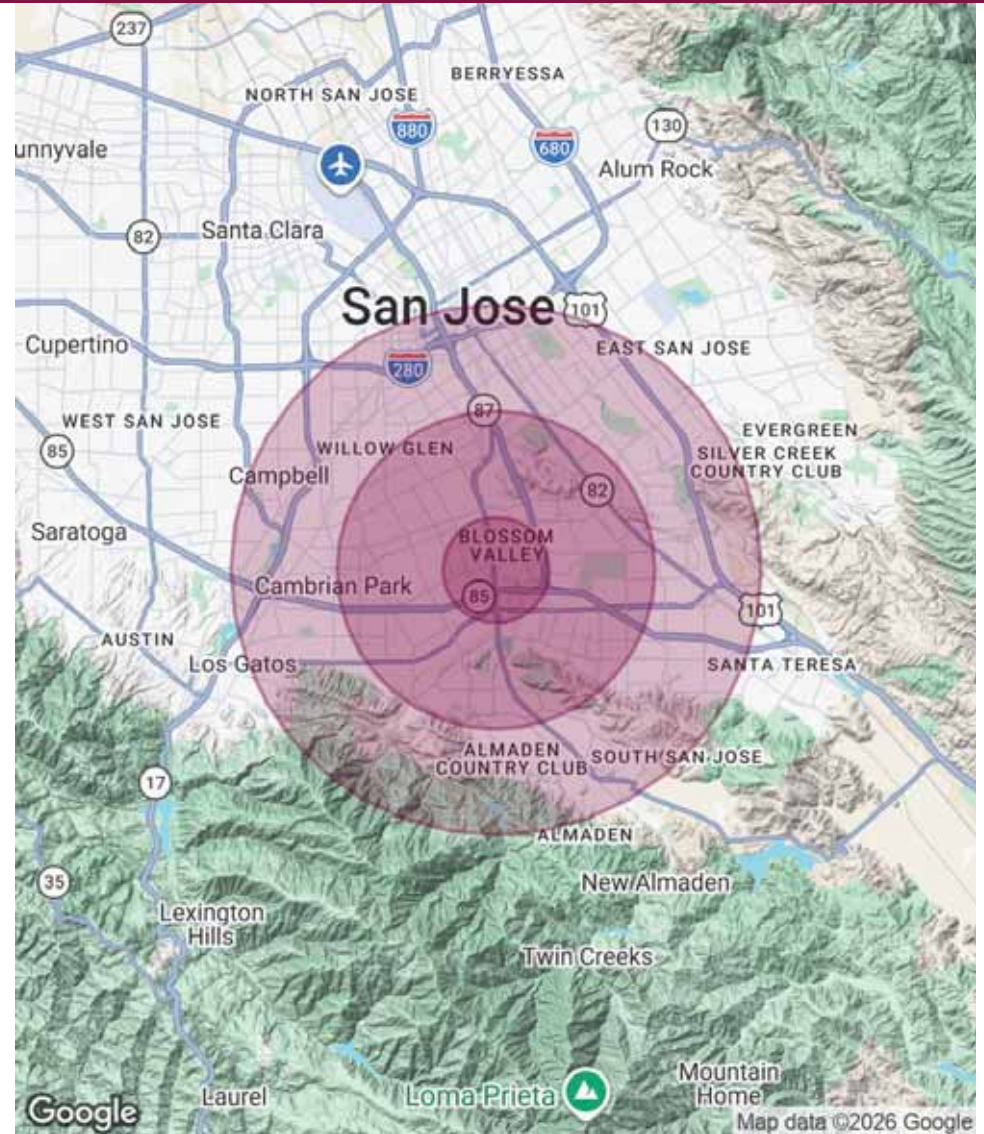 237
BERRYESSA
NORTH SAN JOSE
880
130
680
unnyvale
Alum Rock
82
Santa Clara
San Jose
101
Cupertino
EAST SAN JOSE
280
87
WEST SAN JOSE
EVERGREEN
85
WILLOW GLEN
SILVER CREEK
COUNTRY CLUB
Campbell
82
Saratoga
BLOSSOM
VALLEY
Cambrian Park
85
101
AUSTIN
Los Gatos
SANTA TERESA
ALMADEN
COUNTRY CLUB
SOUTH SAN JOSE
17
ALMADEN
35
New Almaden
Lexington
Hills
Twin Creeks
Mountain
Home
Laurel
Loma Prieta
Google
Map data ©2026 Google